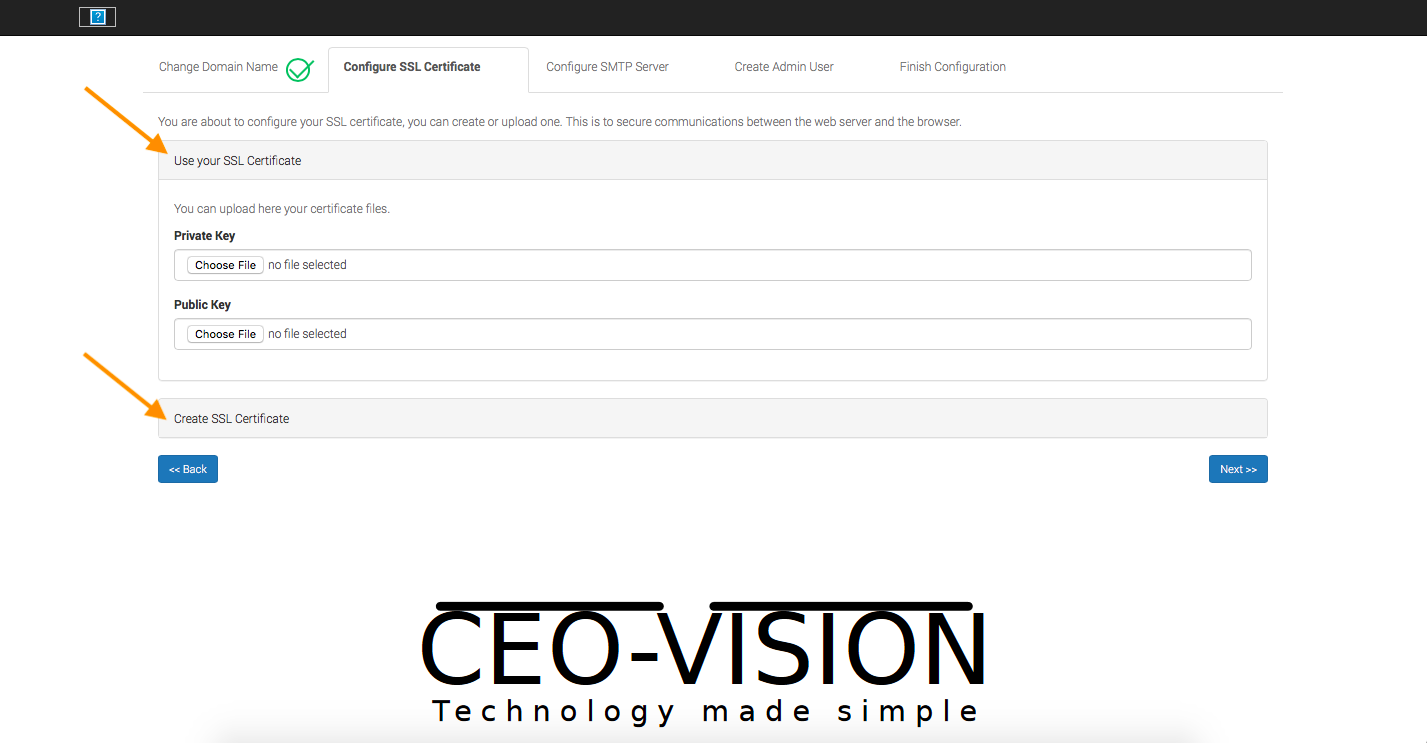 ?
Change Domain Name
Configure SSL Certificate
Configure SMTP Server
Create Admin User
Finish Configuration
You are about to configure your SSL certificate, you can create or upload one. This is to secure communications between the web server and the browser.
Use your SSL Certificate
You can upload here your certificate files.
Private Key
Choose File no file selected
Public Key
Choose File no file selected
Create SSL Certificate
<< Back
Next >>
CEO-VISION
Technology made simple